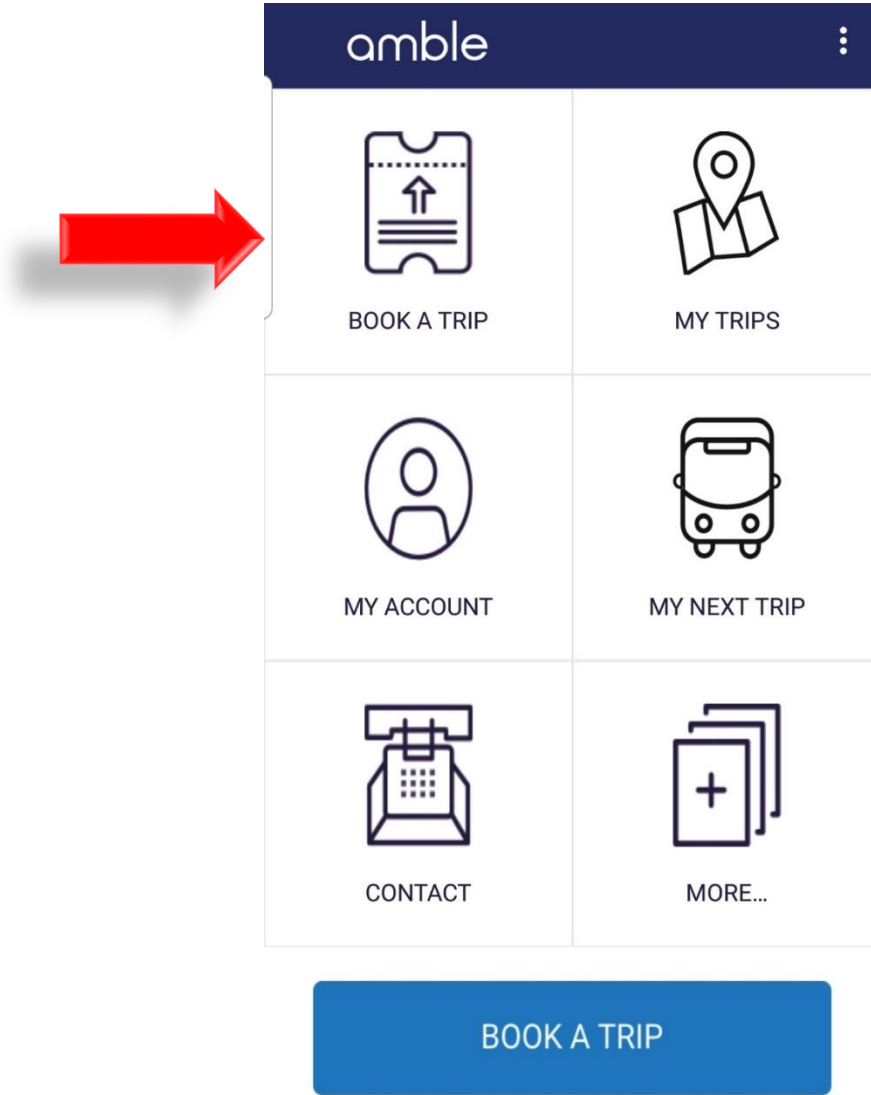 amble
BOOK A TRIP
MY TRIPS
MY ACCOUNT
MY NEXT TRIP
CONTACT
MORE...
BOOK A TRIP